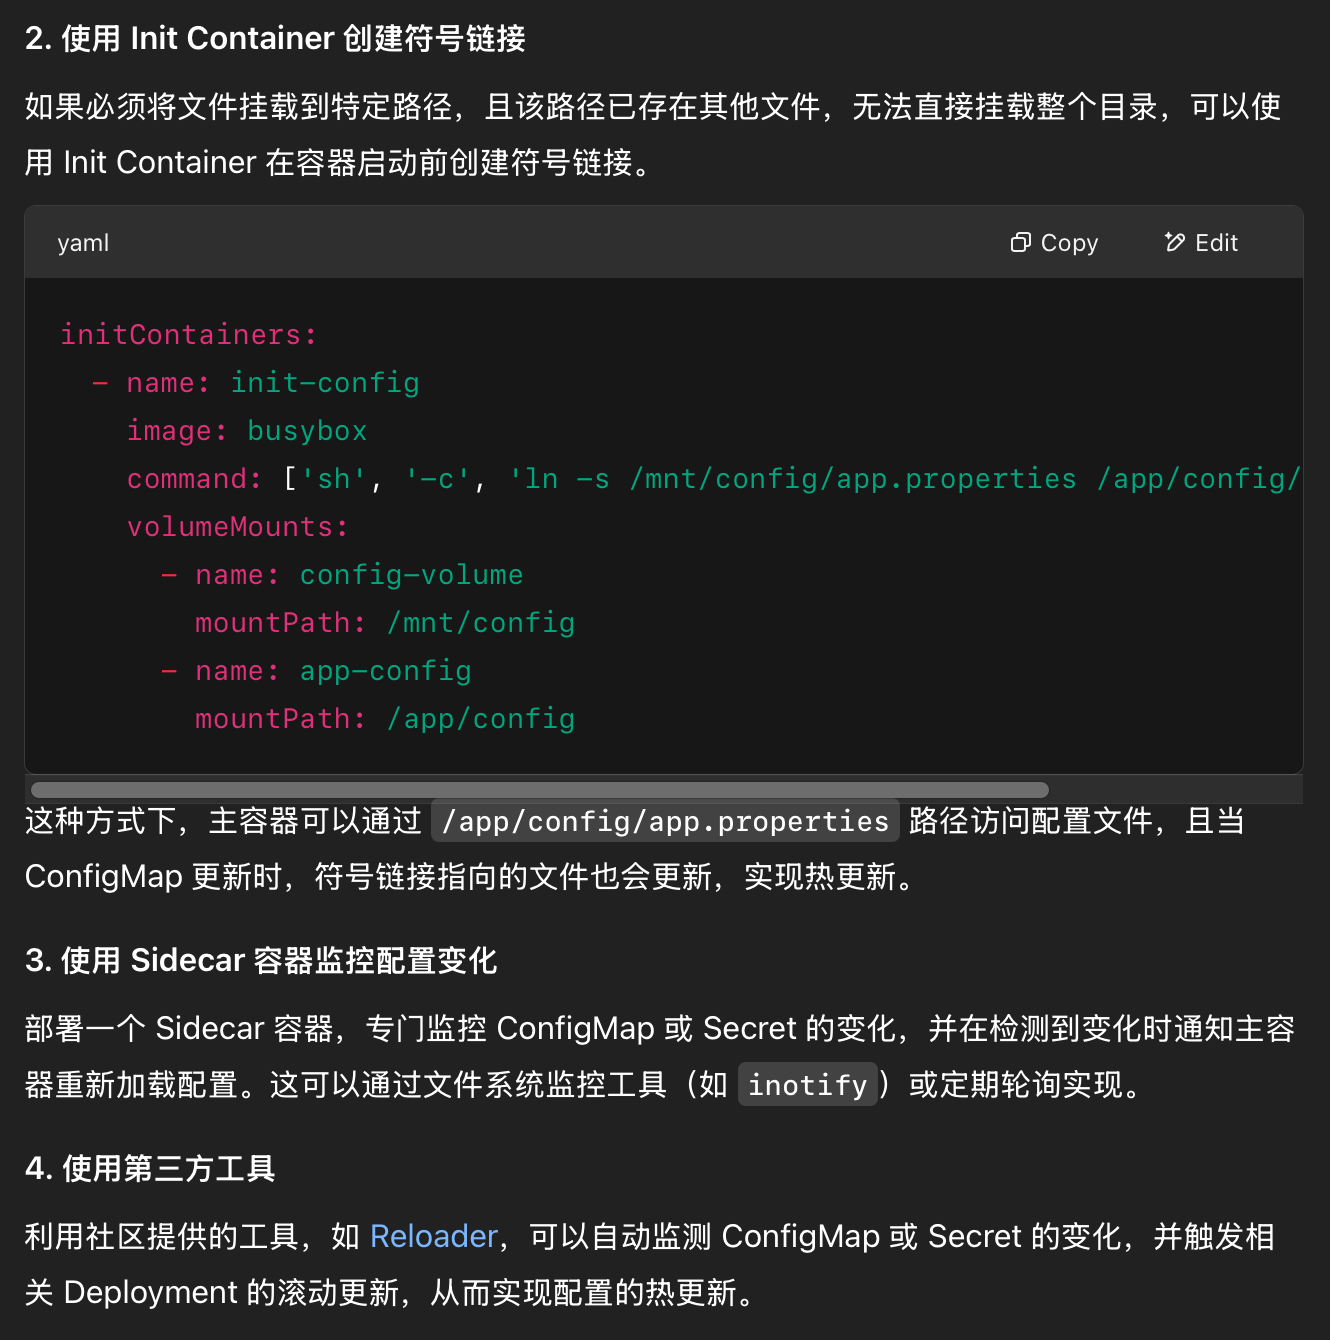 2. 使用 Init Container 创建符号链接
如果必须将文件挂载到特定路径，且该路径已存在其他文件，无法直接挂载整个目录，可以使
用 Init Container 在容器启动前创建符号链接。
yaml
Copy
Edit
initContainers:
  - name: init-config
    image: busybox
    command: ['sh', '-c', 'ln -s /mnt/config/app.properties /app/config/
    volumeMounts:
      - name: config-volume
        mountPath: /mnt/config
      - name: app-config
        mountPath: /app/config
这种方式下，主容器可以通过 /app/config/app.properties 路径访问配置文件，且当
ConfigMap 更新时，符号链接指向的文件也会更新，实现热更新。
3. 使用 Sidecar 容器监控配置变化
部署一个 Sidecar 容器，专门监控 ConfigMap 或 Secret 的变化，并在检测到变化时通知主容
器重新加载配置。这可以通过文件系统监控工具（如 inotify）或定期轮询实现。
4. 使用第三方工具
利用社区提供的工具，如 Reloader，可以自动监测 ConfigMap 或 Secret 的变化，并触发相
关 Deployment 的滚动更新，从而实现配置的热更新。